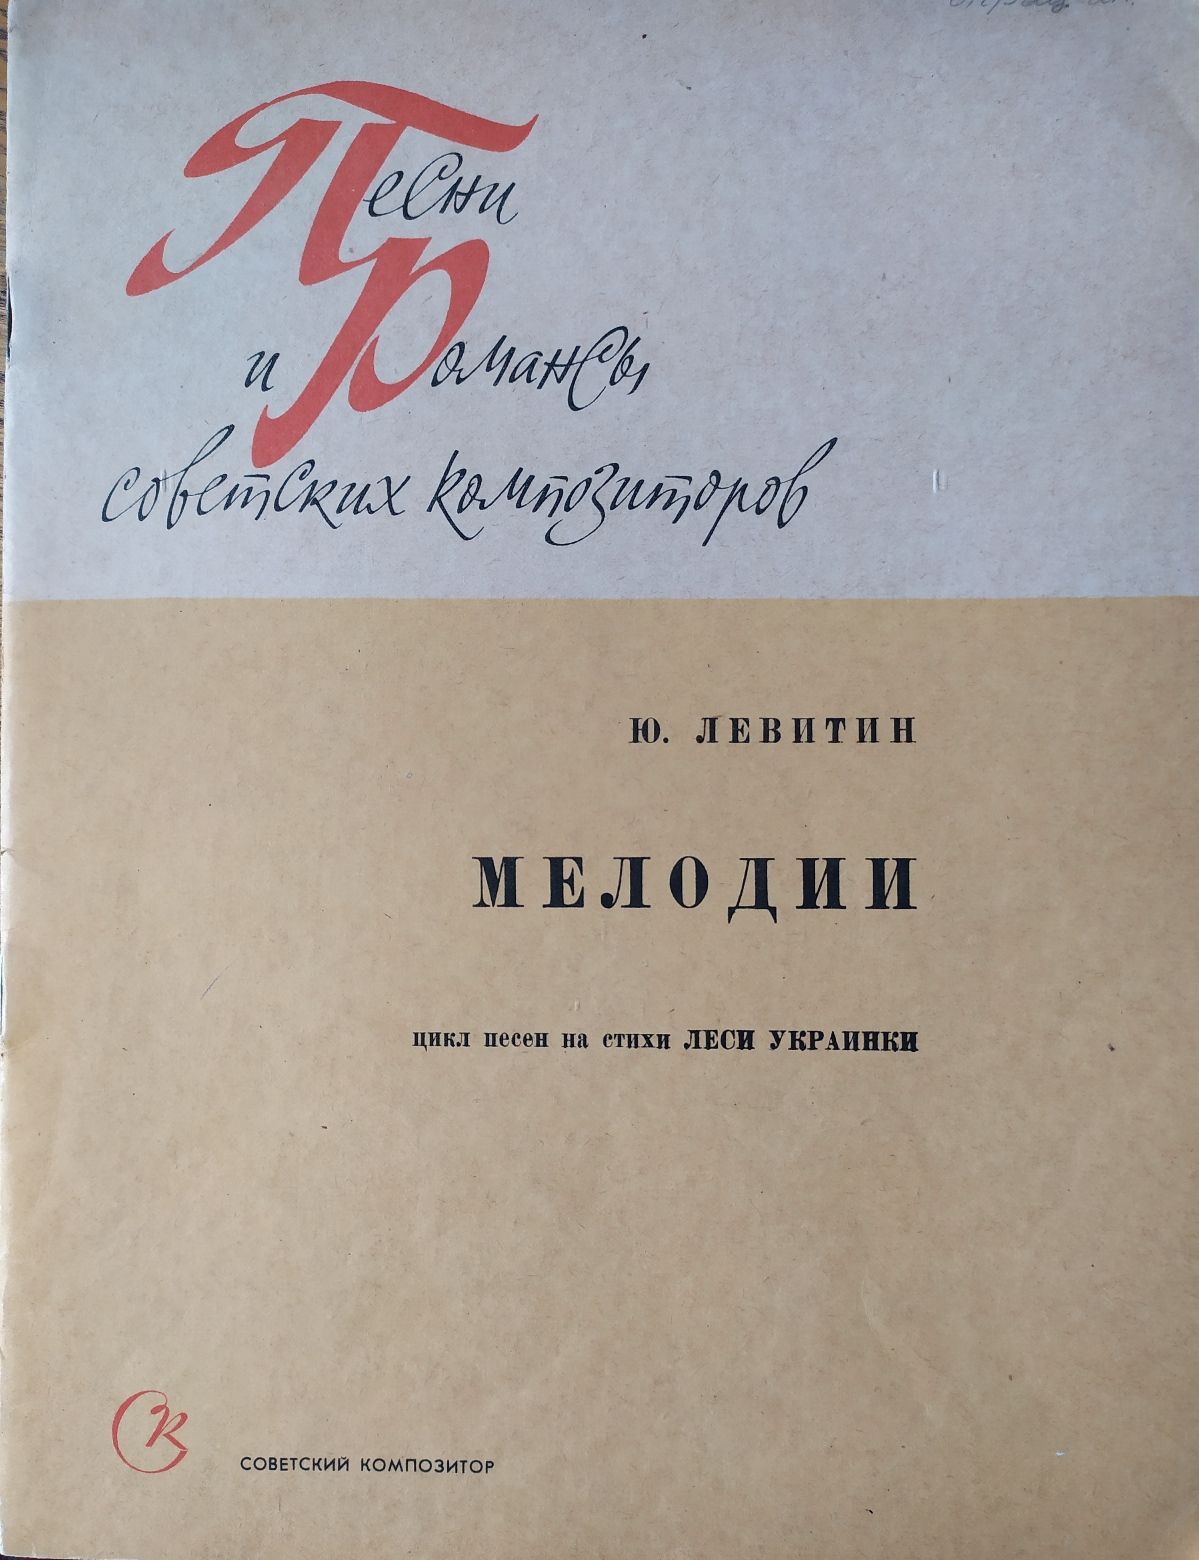 Песни
и Романсы
советских композиторов
Ю. ЛЕВИТИН
МЕЛОДИИ
цикл песен на стихи ЛЕСИ УКРАИНКИ
СК
СОВЕТСКИЙ КОМПОЗИТОР